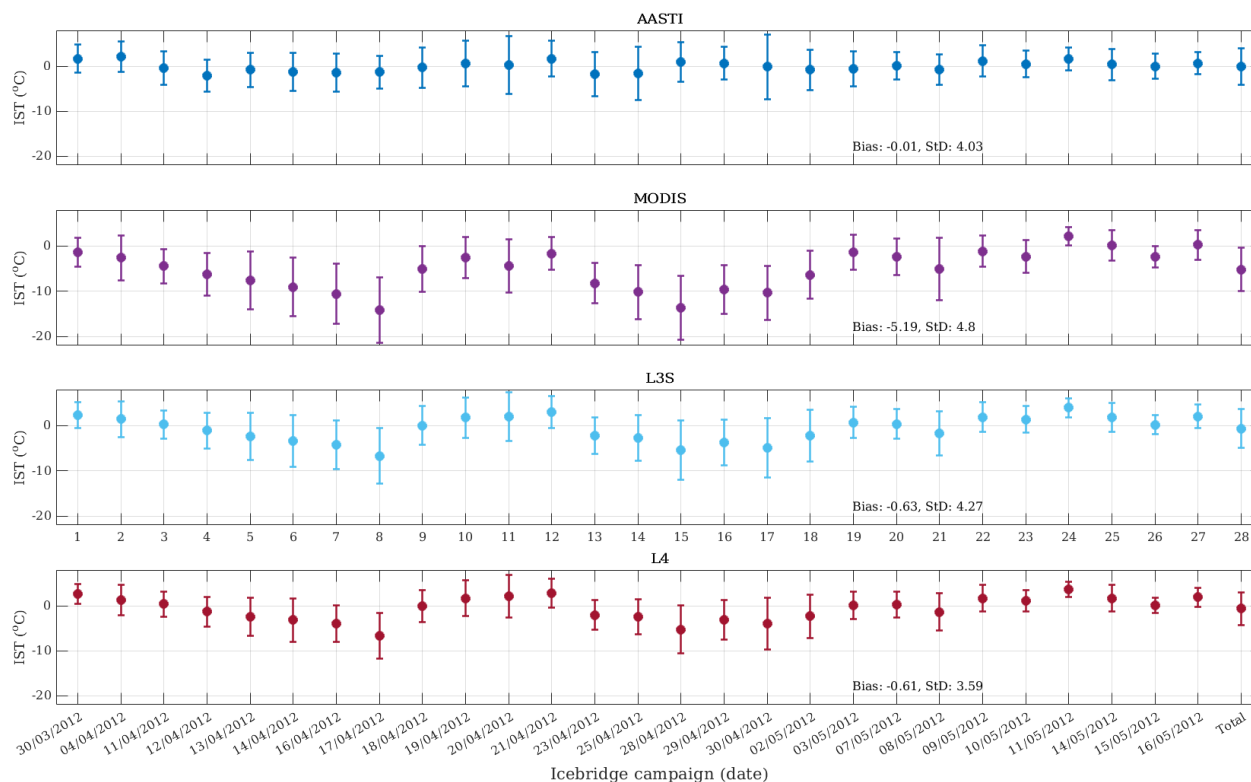 AASTI
IST (°C)
0
-10
-20
Bias: -0.01, StD: 4.03
MODIS
IST (°C)
0
-10
-20
Bias: -5.19, StD: 4.8
L3S
IST (°C)
0
-10
-20
Bias: -0.63, StD: 4.27
1 2 3 4 5 6 7 8 9 10 11 12 13 14 15 16 17 18 19 20 21 22 23 24 25 26 27 28
L4
IST (°C)
0
-10
-20
Bias: -0.61, StD: 3.59
30/03/2012 04/04/2012 11/04/2012 12/04/2012 13/04/2012 14/04/2012 16/04/2012 17/04/2012 18/04/2012 19/04/2012 20/04/2012 21/04/2012 23/04/2012 25/04/2012 28/04/2012 29/04/2012 30/04/2012 02/05/2012 03/05/2012 07/05/2012 08/05/2012 09/05/2012 10/05/2012 11/05/2012 14/05/2012 15/05/2012 16/05/2012 Total
Icebridge campaign (date)